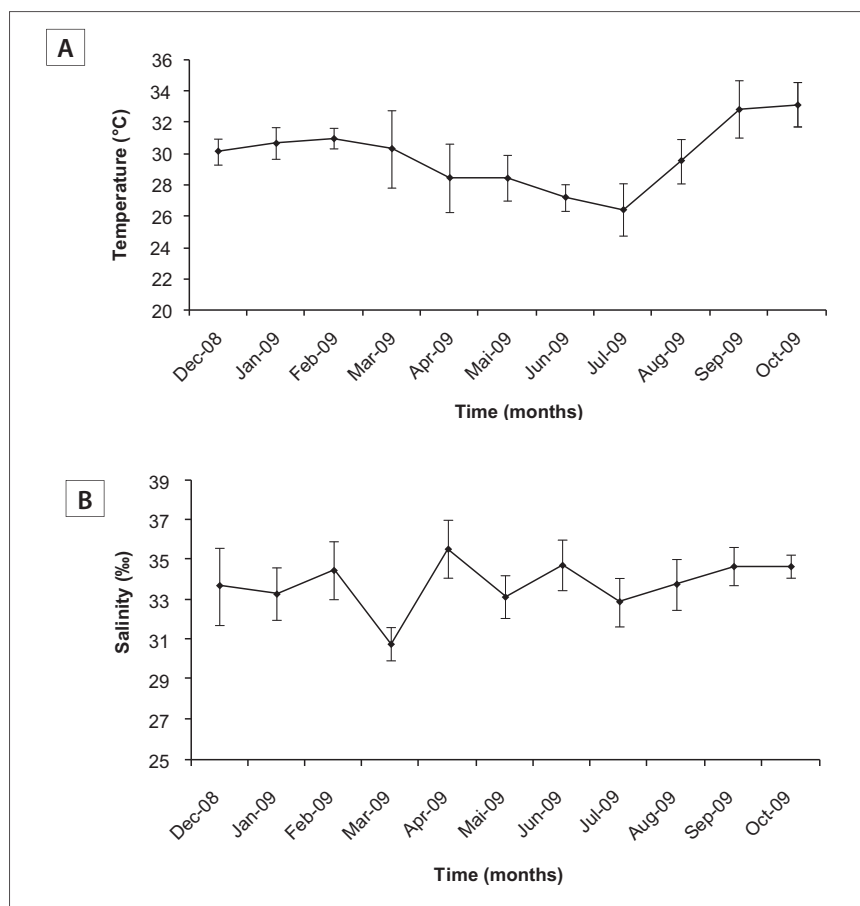 A
36
34
32
30
28
26
24
22
20
Temperature (°C)
Dec-08
Jan-09
Feb-09
Mar-09
Apr-09
Mai-09
Jun-09
Jul-09
Aug-09
Sep-09
Oct-09
Time (months)
B
39
37
35
33
31
29
27
25
Salinity (‰)
Dec-08
Jan-09
Feb-09
Mar-09
Apr-09
Mai-09
Jun-09
Jul-09
Aug-09
Sep-09
Oct-09
Time (months)